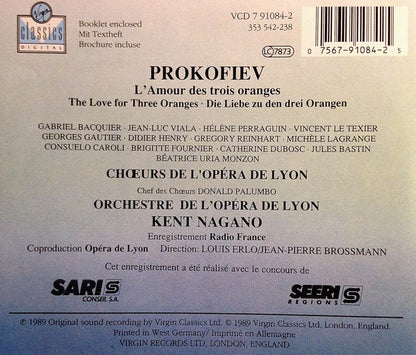 Virgin
classics
DIGITAL
Booklet enclosed
Mit Textheft
Brochure incluse
VCD 7 91084-2
353 542-238
LC 7873
0 7567-91084-2 5
PROKOFIEV
L'Amour des trois oranges
The Love for Three Oranges · Die Liebe zu den drei Orangen
GABRIEL BACQUIER · JEAN-LUC VIALA · HÉLÈNE PERRAGUIN · VINCENT LE TEXIER
GEORGES GAUTIER · DIDIER HENRY · GREGORY REINHART · MICHÈLE LAGRANGE
CONSUELO CAROLI · BRIGITTE FOURNIER · CATHERINE DUBOSC · JULES BASTIN
BÉATRICE URIA MONZON
CHŒURS DE L'OPÉRA DE LYON
Chef des Chœurs DONALD PALUMBO
ORCHESTRE DE L'OPÉRA DE LYON
KENT NAGANO
Enregistrement Radio France
Coproduction Opéra de Lyon Direction: LOUIS ERLO/JEAN-PIERRE BROSSMANN
Cet enregistrement a été réalisé avec le concours de
SARI S
CONSEIL S.A.
SEERI S
RÉGIONS
℗ 1989 Original sound recording by Virgin Classics Ltd. © 1989 Virgin Classics Ltd, London, England.
Printed in West Germany/ Imprimé en Allemagne
VIRGIN RECORDS LTD, LONDON, ENGLAND